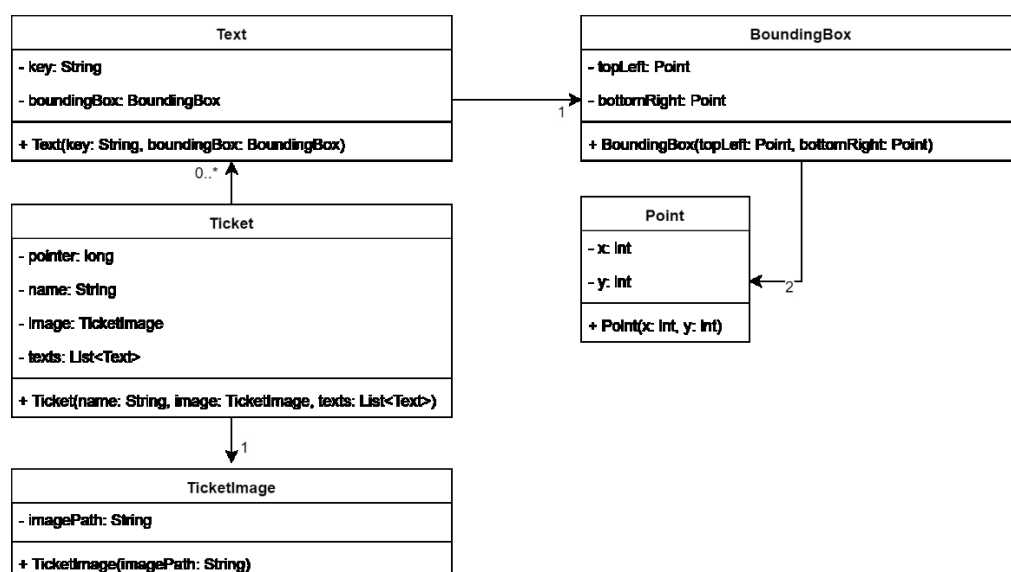 Text
- key: String
- boundingBox: BoundingBox
+ Text(key: String, boundingBox: BoundingBox)
BoundingBox
- topLeft: Point
- bottomRight: Point
+ BoundingBox(topLeft: Point, bottomRight: Point)
1
0..*
Ticket
- pointer: long
- name: String
- image: TicketImage
- texts: List<Text>
+ Ticket(name: String, image: TicketImage, texts: List<Text>)
Point
- x: int
- y: int
+ Point(x: int, y: int)
2
1
TicketImage
- imagePath: String
+ TicketImage(imagePath: String)